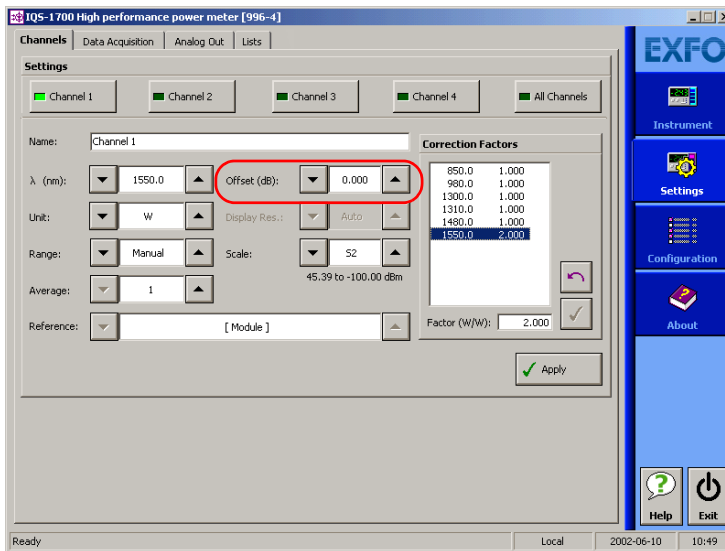 IQS-1700 High performance power meter [996-4]
Channels Data Acquisition Analog Out Lists
Settings
Channel 1 Channel 2 Channel 3 Channel 4 All Channels
Name: Channel 1
λ (nm): 1550.0 Offset (dB): 0.000
Unit: W Display Res.: Auto
Range: Manual Scale: S2
45.39 to -100.00 dBm
Average: 1
Reference: [ Module ]
Correction Factors
850.0 1.000
980.0 1.000
1300.0 1.000
1310.0 1.000
1480.0 1.000
1550.0 2.000
Factor (W/W): 2.000
Apply
EXFO
Instrument
Settings
Configuration
About
Help Exit
Ready Local 2002-06-10 10:49